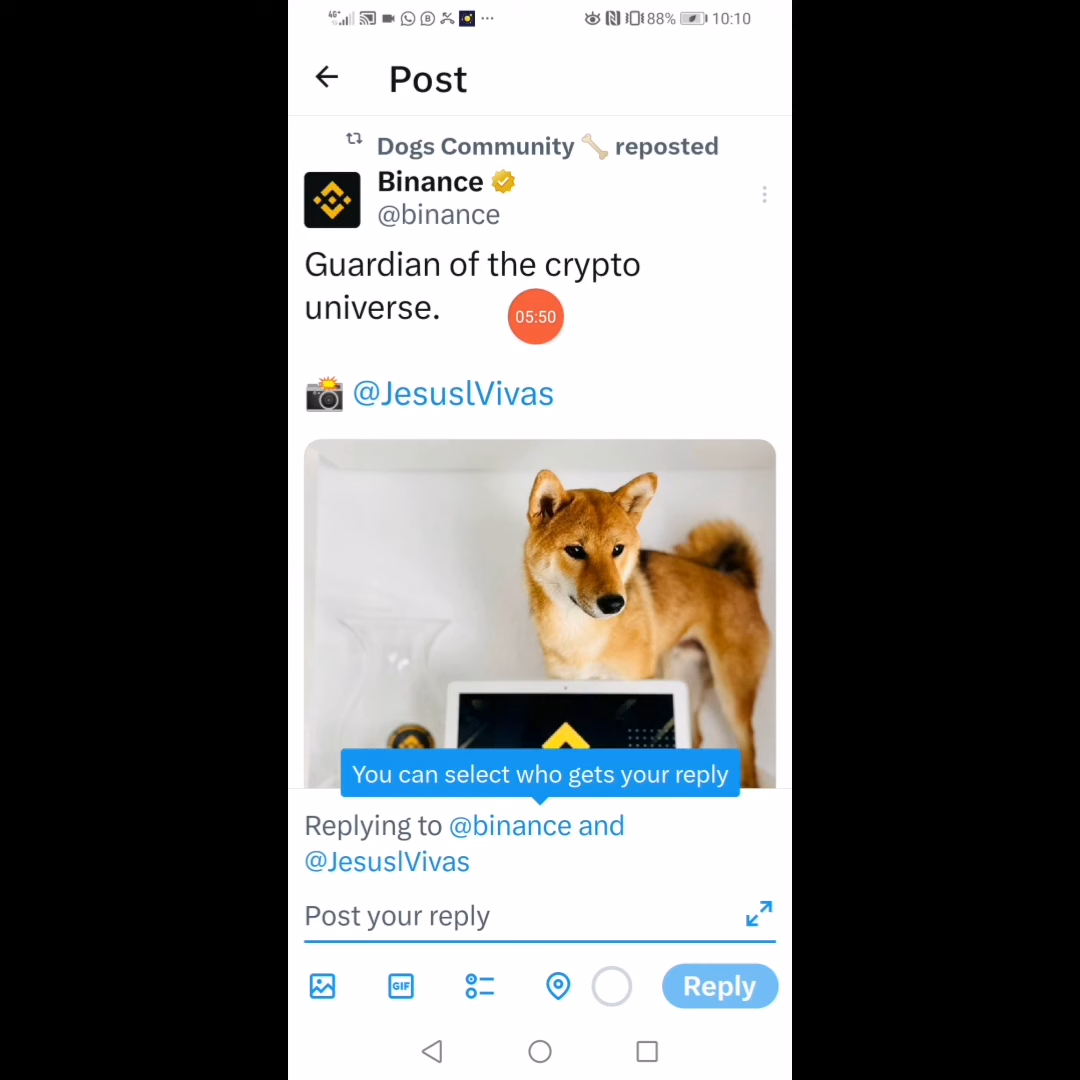 4G 88% 10:10
Post
Dogs Community 🦴 reposted
Binance
@binance
Guardian of the crypto
universe.
05:50
📸 @JesuslVivas
You can select who gets your reply
Replying to @binance and
@JesuslVivas
Post your reply
GIF
Reply